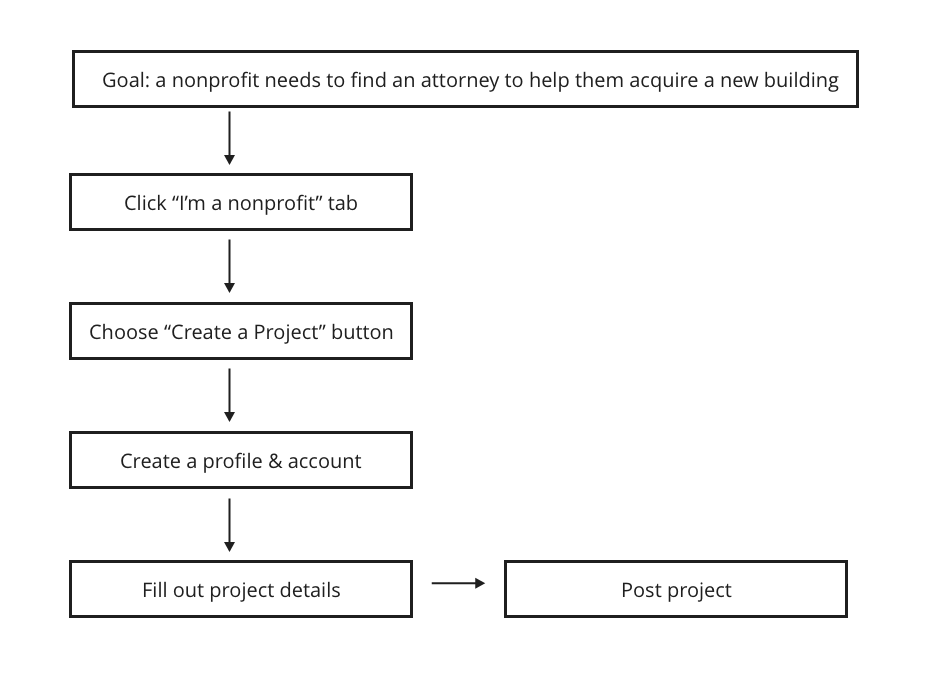 Goal: a nonprofit needs to find an attorney to help them acquire a new building
Click “I’m a nonprofit” tab
Choose “Create a Project” button
Create a profile & account
Fill out project details
Post project